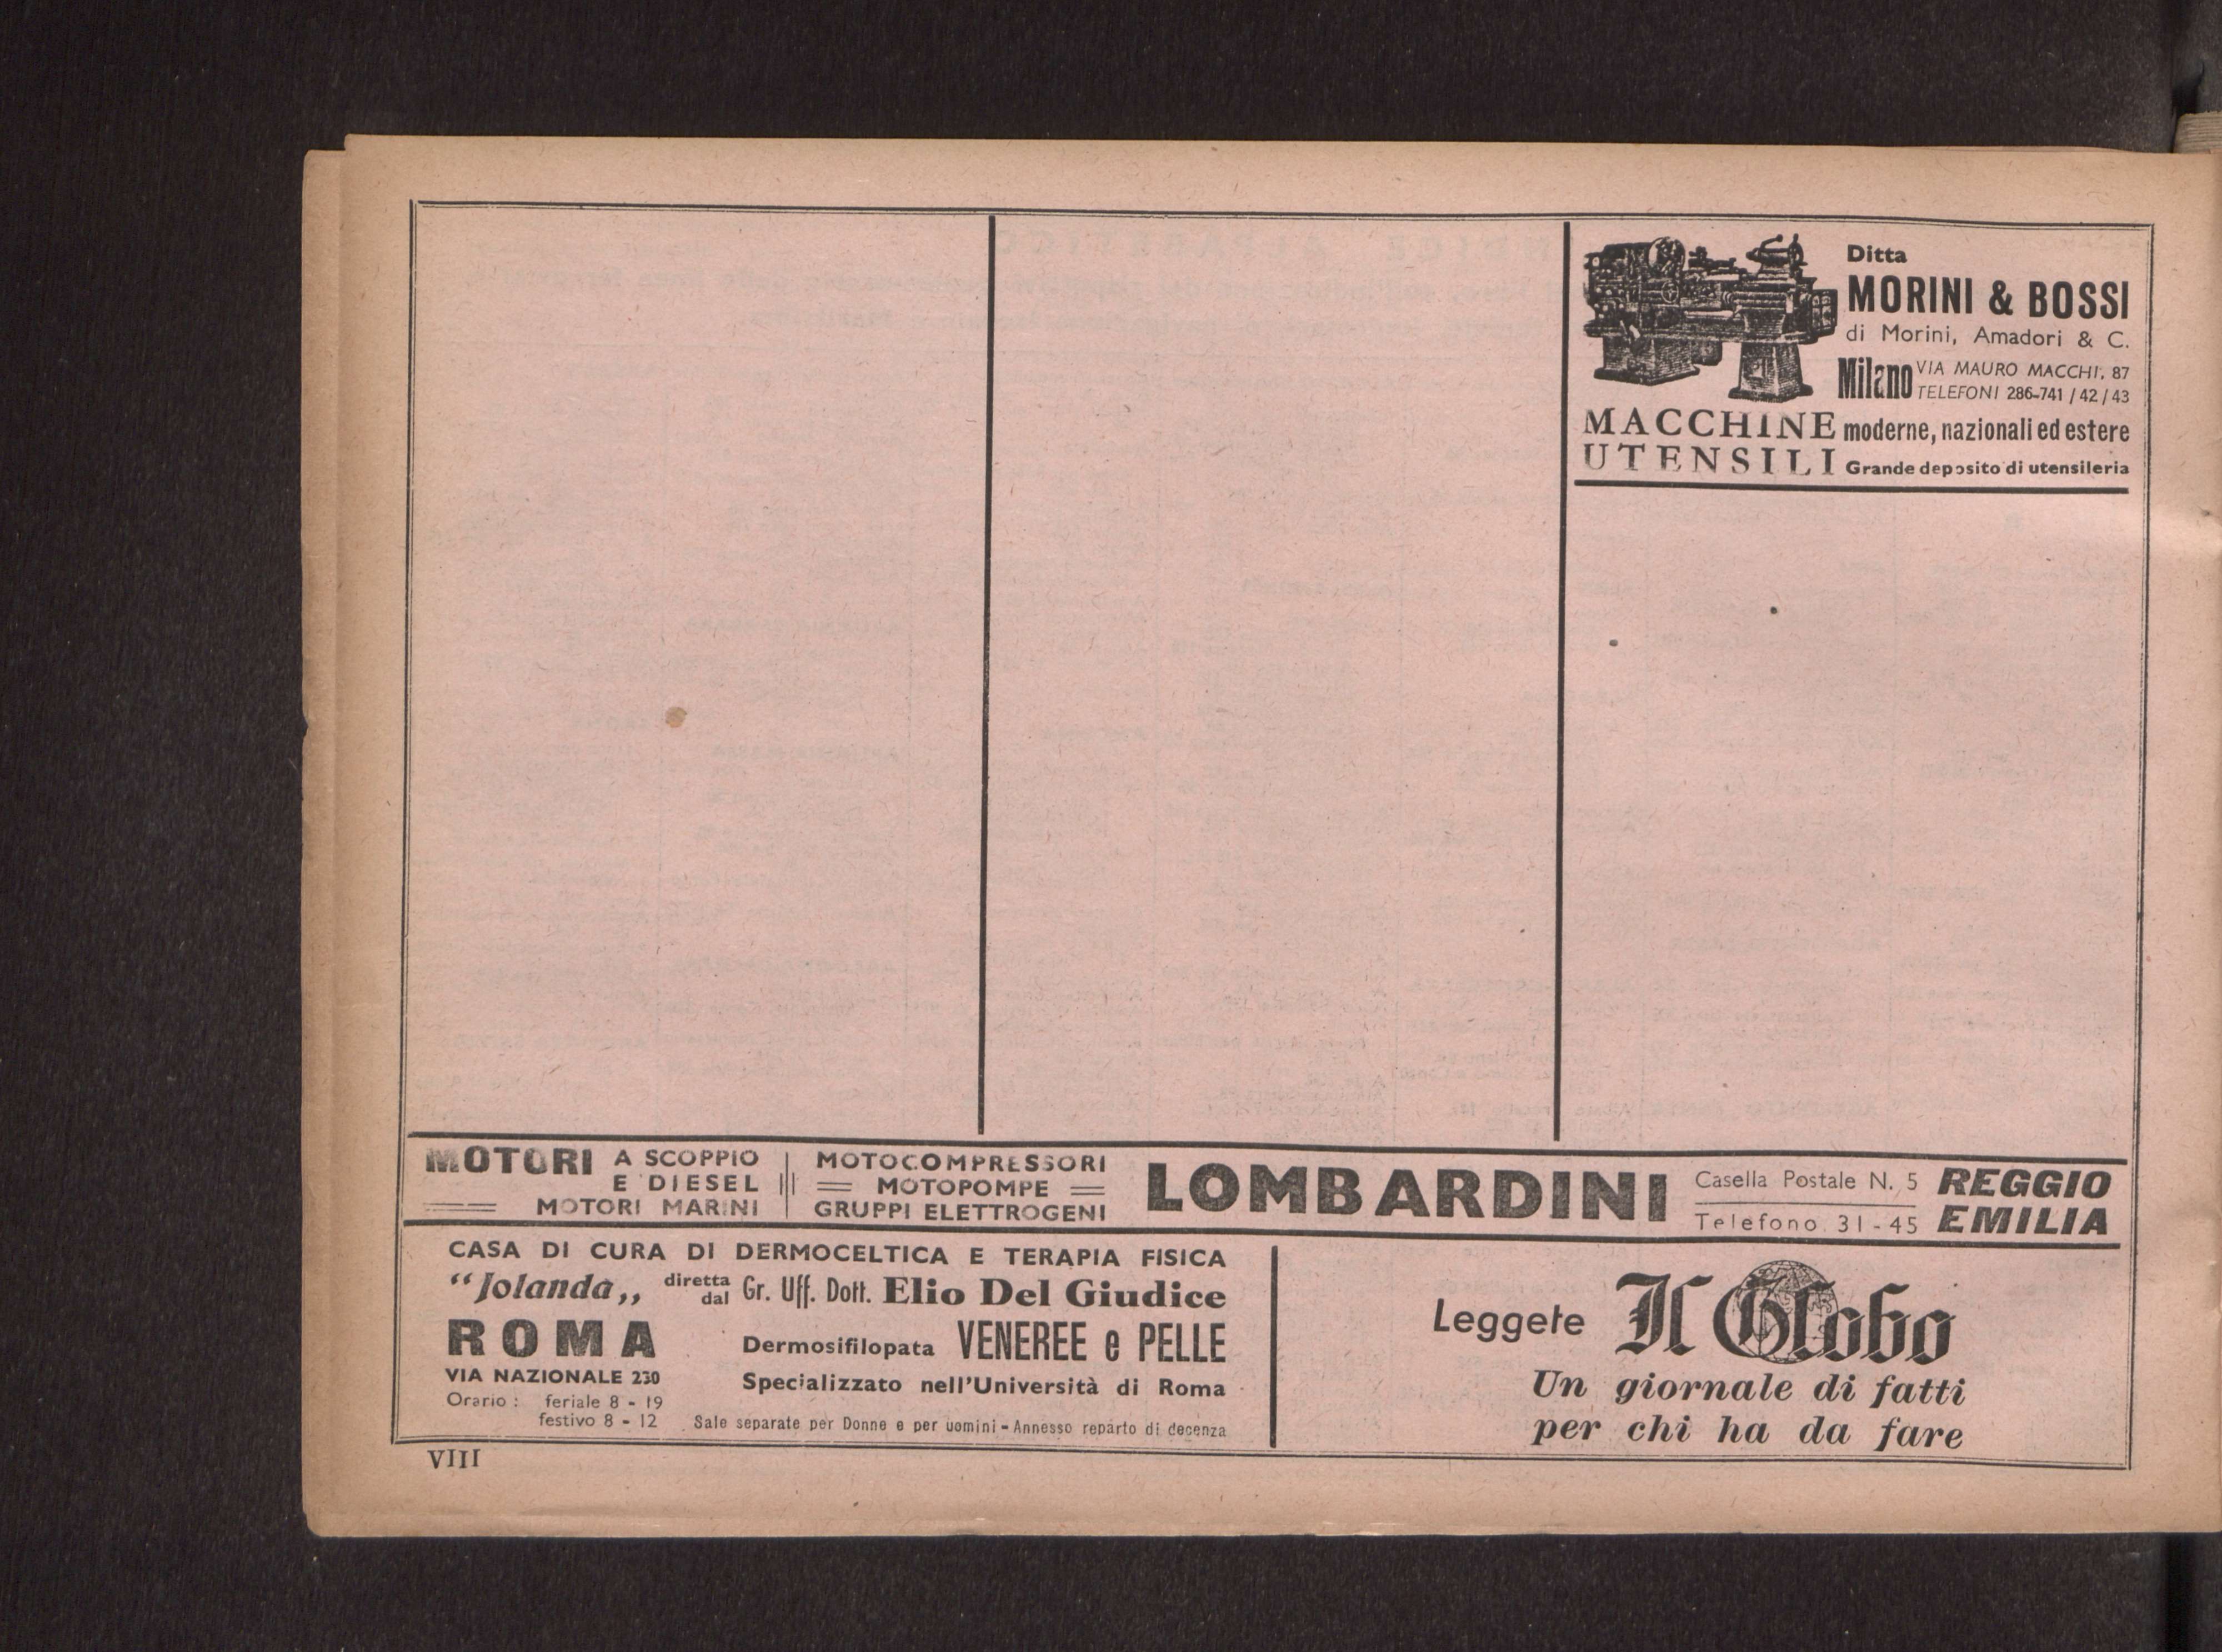 Ditta
MORINI & BOSSI
di Morini, Amadori & C.
Milano VIA MAURO MACCHI, 87
TELEFONI 286-741 / 42 / 43
MACCHINE moderne, nazionali ed estere
UTENSILI Grande deposito di utensileria
MOTORI A SCOPPIO
E DIESEL
MOTORI MARINI
MOTOCOMPRESSORI
MOTOPOMPE
GRUPPI ELETTROGENI
LOMBARDINI
Casella Postale N. 5
Telefono 31-45
REGGIO
EMILIA
CASA DI CURA DI DERMOCELTICA E TERAPIA FISICA
"Jolanda„ diretta dal Gr. Uff. Dott. Elio Del Giudice
ROMA
VIA NAZIONALE 230
Orario : feriale 8 - 19
festivo 8 - 12
Dermosifilopata VENEREE e PELLE
Specializzato nell'Università di Roma
Sale separate per Donne e per uomini - Annesso reparto di decenza
Leggete Il Globo
Un giornale di fatti
per chi ha da fare
VIII